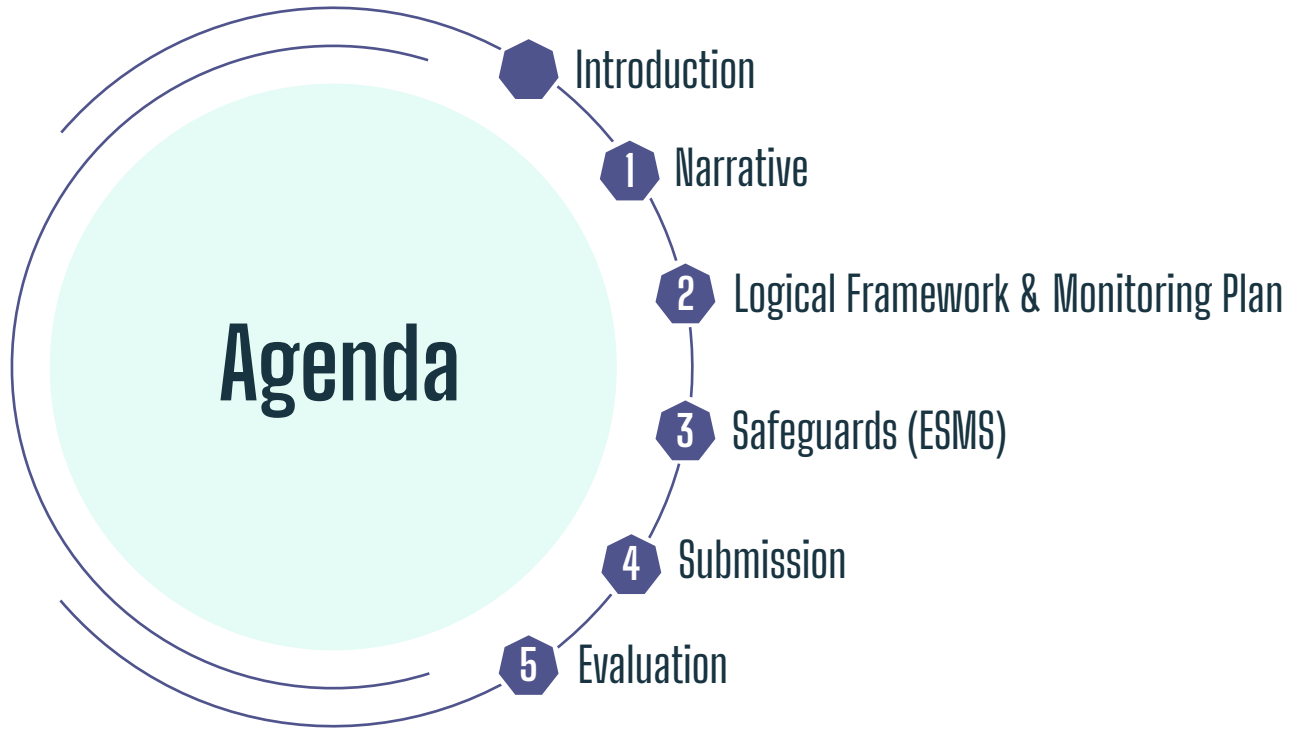 Agenda
Introduction
1 Narrative
2 Logical Framework & Monitoring Plan
3 Safeguards (ESMS)
4 Submission
5 Evaluation